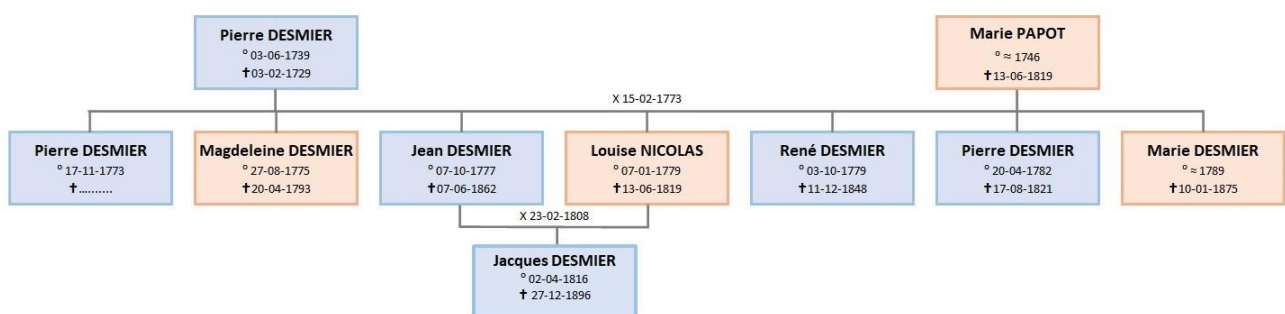 Pierre DESMIER
° 03-06-1739
✝03-02-1729
Marie PAPOT
° ≈ 1746
✝13-06-1819
X 15-02-1773
Pierre DESMIER
° 17-11-1773
✝...........
Magdeleine DESMIER
° 27-08-1775
✝20-04-1793
Jean DESMIER
° 07-10-1777
✝07-06-1862
Louise NICOLAS
° 07-01-1779
✝13-06-1819
René DESMIER
° 03-10-1779
✝11-12-1848
Pierre DESMIER
° 20-04-1782
✝17-08-1821
Marie DESMIER
° ≈ 1789
✝10-01-1875
X 23-02-1808
Jacques DESMIER
° 02-04-1816
✝ 27-12-1896